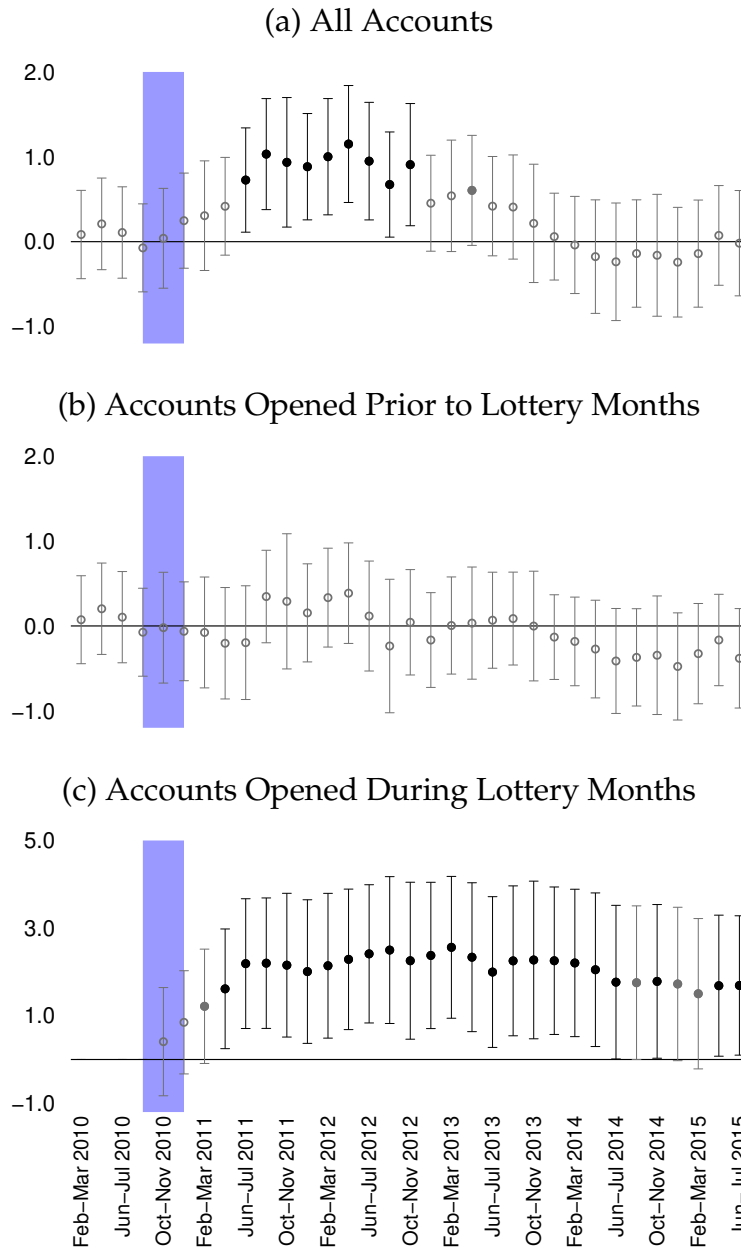 (a) All Accounts
2.0
1.0
0.0
−1.0
(b) Accounts Opened Prior to Lottery Months
2.0
1.0
0.0
−1.0
(c) Accounts Opened During Lottery Months
5.0
3.0
1.0
−1.0
Feb−Mar 2010
Jun−Jul 2010
Oct−Nov 2010
Feb−Mar 2011
Jun−Jul 2011
Oct−Nov 2011
Feb−Mar 2012
Jun−Jul 2012
Oct−Nov 2012
Feb−Mar 2013
Jun−Jul 2013
Oct−Nov 2013
Feb−Mar 2014
Jun−Jul 2014
Oct−Nov 2014
Feb−Mar 2015
Jun−Jul 2015